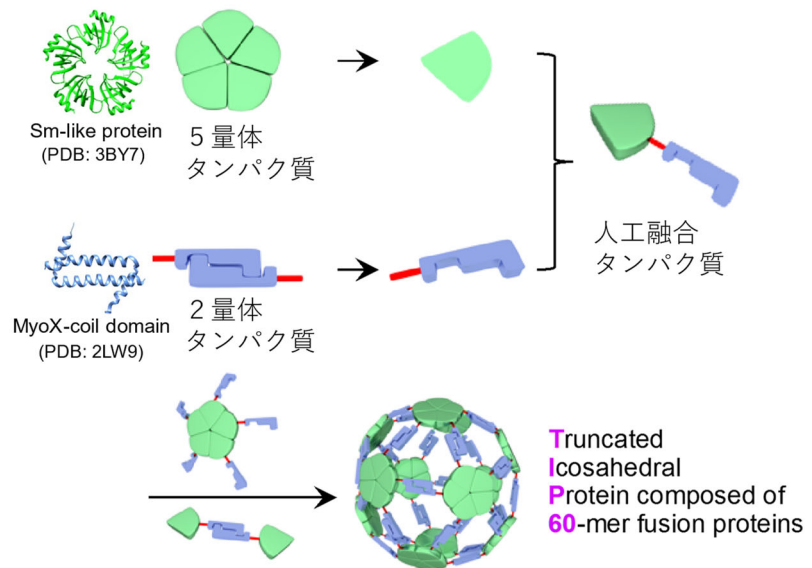 Sm-like protein
(PDB: 3BY7)
５量体
タンパク質
人工融合
タンパク質
MyoX-coil domain
(PDB: 2LW9)
２量体
タンパク質
Truncated
Icosahedral
Protein composed of
60-mer fusion proteins